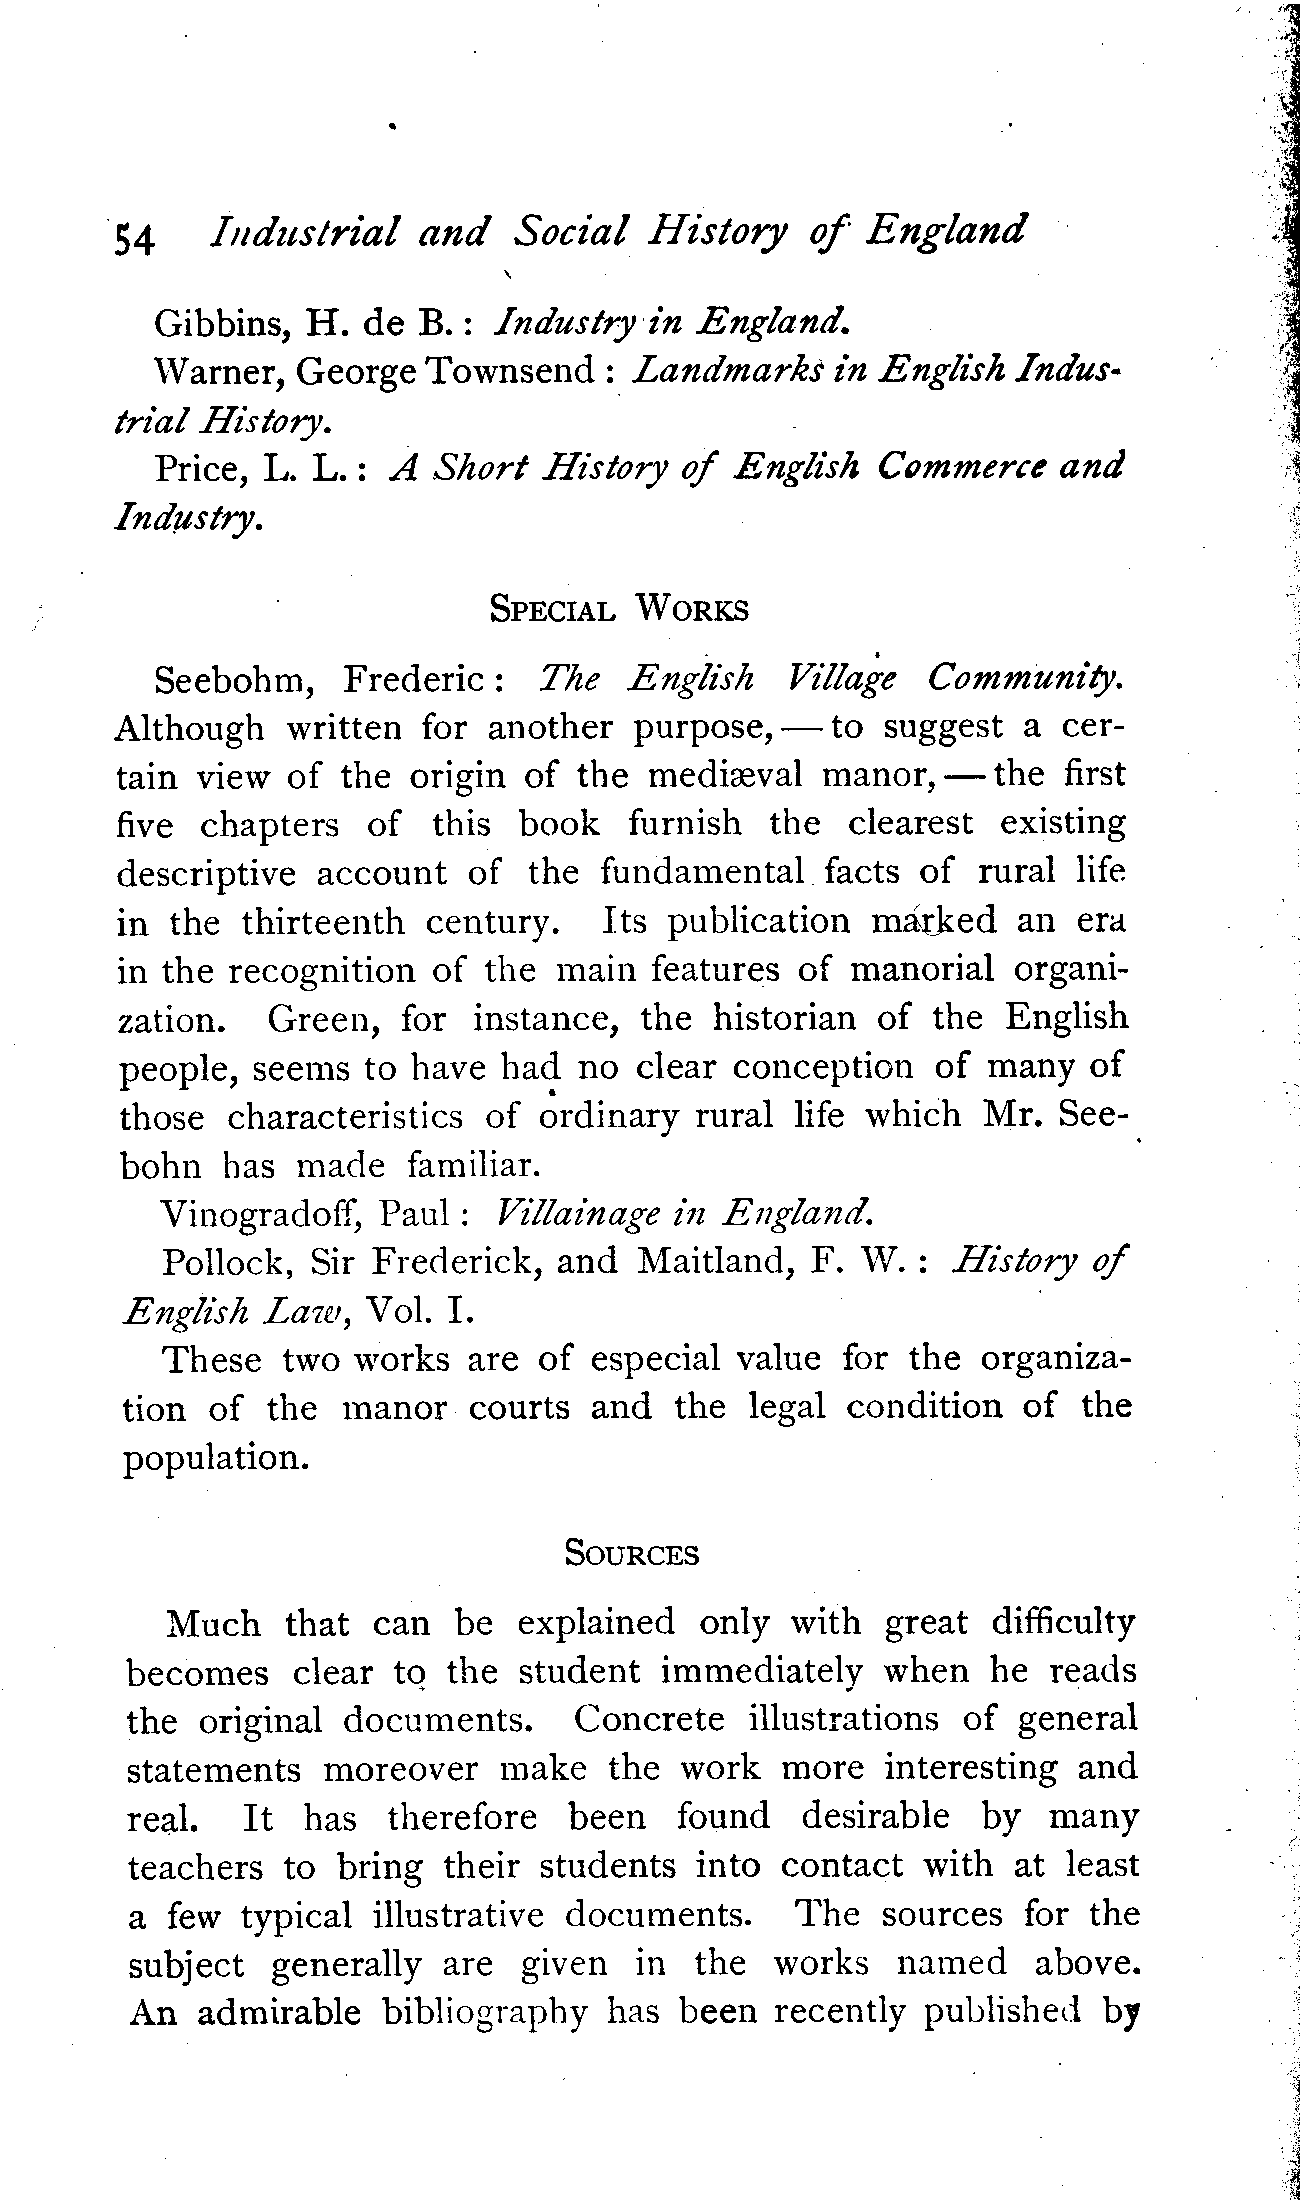 54 Industrial and Social History of England
Gibbins, H. de B. : Industry in England.
Warner, George Townsend : Landmarks in English Indus-
trial History.
Price, L. L. : A Short History of English Commerce and
Industry.
SPECIAL WORKS
Seebohm, Frederic : The English Village Community.
Although written for another purpose, — to suggest a cer-
tain view of the origin of the mediæval manor, — the first
five chapters of this book furnish the clearest existing
descriptive account of the fundamental facts of rural life
in the thirteenth century. Its publication marked an era
in the recognition of the main features of manorial organi-
zation. Green, for instance, the historian of the English
people, seems to have had no clear conception of many of
those characteristics of ordinary rural life which Mr. See-
bohn has made familiar.
Vinogradoff, Paul : Villainage in England.
Pollock, Sir Frederick, and Maitland, F. W. : History of
English Law, Vol. I.
These two works are of especial value for the organiza-
tion of the manor courts and the legal condition of the
population.
SOURCES
Much that can be explained only with great difficulty
becomes clear to the student immediately when he reads
the original documents. Concrete illustrations of general
statements moreover make the work more interesting and
real. It has therefore been found desirable by many
teachers to bring their students into contact with at least
a few typical illustrative documents. The sources for the
subject generally are given in the works named above.
An admirable bibliography has been recently published by